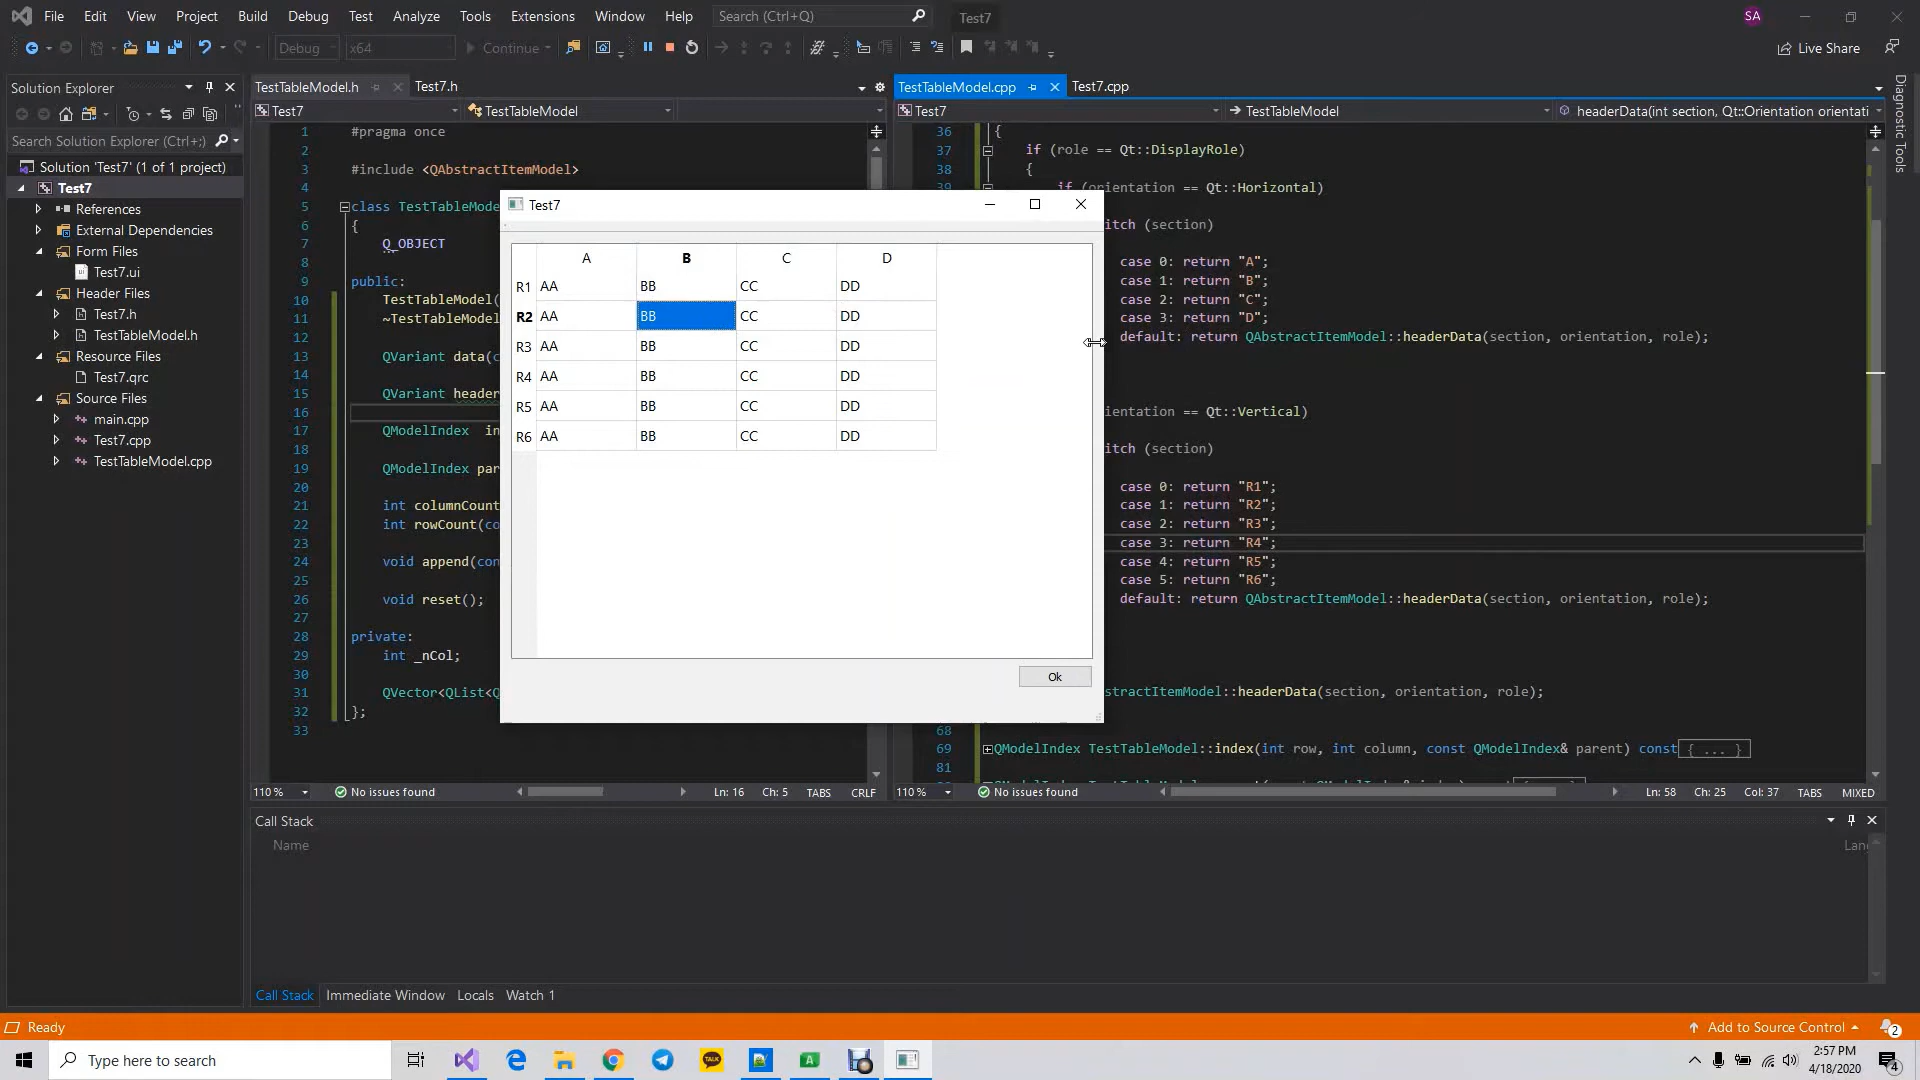 File Edit View Project Build Debug Test Analyze Tools Extensions Window Help Search (Ctrl+Q) Test7 SA
Debug x64 Continue Live Share
Solution Explorer
Search Solution Explorer (Ctrl+;)
Solution 'Test7' (1 of 1 project)
Test7
References
External Dependencies
Form Files
Test7.ui
Header Files
Test7.h
TestTableModel.h
Resource Files
Test7.qrc
Source Files
main.cpp
Test7.cpp
TestTableModel.cpp
TestTableModel.h Test7.h
Test7 TestTableModel
1 #pragma once
2
3 #include <QAbstractItemModel>
4
5 class TestTableMode
6 {
7 Q_OBJECT
8
9 public:
10 TestTableModel(
11 ~TestTableModel
12
13 QVariant data(c
14
15 QVariant header
16
17 QModelIndex in
18
19 QModelIndex par
20
21 int columnCount
22 int rowCount(co
23
24 void append(con
25
26 void reset();
27
28 private:
29 int _nCol;
30
31 QVector<QList<Q
32 };
33
110 % No issues found Ln: 16 Ch: 5 TABS CRLF
Test7
A B C D
R1 AA BB CC DD
R2 AA BB CC DD
R3 AA BB CC DD
R4 AA BB CC DD
R5 AA BB CC DD
R6 AA BB CC DD
Ok
TestTableModel.cpp Test7.cpp
Test7 TestTableModel headerData(int section, Qt::Orientation orientati
36 {
37 if (role == Qt::DisplayRole)
38 {
39 if (orientation == Qt::Horizontal)
itch (section)
case 0: return "A";
case 1: return "B";
case 2: return "C";
case 3: return "D";
default: return QAbstractItemModel::headerData(section, orientation, role);
ientation == Qt::Vertical)
itch (section)
case 0: return "R1";
case 1: return "R2";
case 2: return "R3";
case 3: return "R4";
case 4: return "R5";
case 5: return "R6";
default: return QAbstractItemModel::headerData(section, orientation, role);
stractItemModel::headerData(section, orientation, role);
68
69 QModelIndex TestTableModel::index(int row, int column, const QModelIndex& parent) const { ... }
81
110 % No issues found Ln: 58 Ch: 25 Col: 37 TABS MIXED
Diagnostic Tools
Call Stack
Name Lang
Call Stack Immediate Window Locals Watch 1
Ready Add to Source Control 2
Type here to search TALK A 2:57 PM
4/18/2020 4